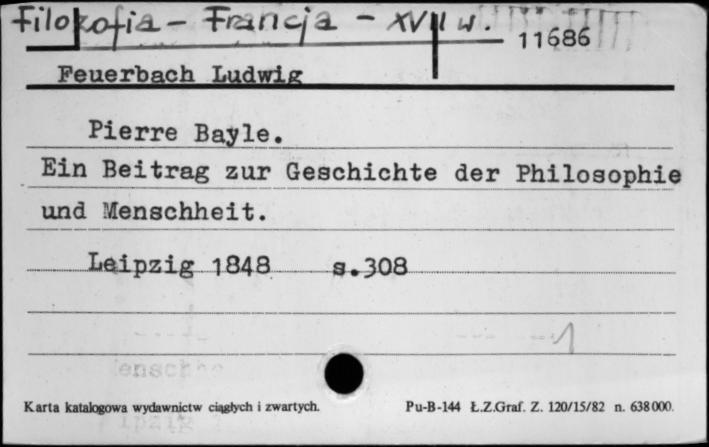 Filozofia - Francja - XVII w.
11686
Feuerbach Ludwig
Pierre Bayle.
Ein Beitrag zur Geschichte der Philosophie
und Menschheit.
Leipzig 1848 s.308
Karta katalogowa wydawnictw ciągłych i zwartych. Pu-B-144 Ł.Z.Graf. Z. 120/15/82 n. 638000.